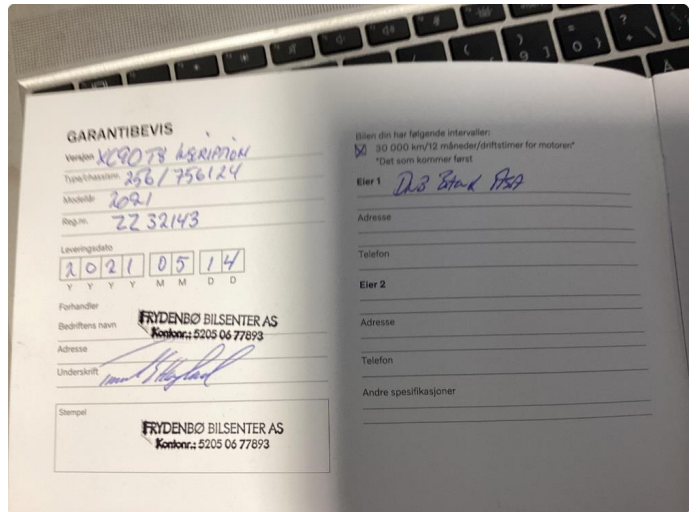 GARANTIBEVIS
Versjon XC90 T8 INSCRIPTION
Type/chassisnr. 256 / 756124
Modellår 2021
Reg.nr. ZZ 32143
Leveringsdato
2 0 2 1 0 5 1 4
Y Y Y Y M M D D
Forhandler
Bedriftens navn FRYDENBØ BILSENTER AS
Kontonr.: 5205 06 77893
Adresse
Underskrift
Stempel
FRYDENBØ BILSENTER AS
Kontonr.: 5205 06 77893
Bilen din har følgende intervaller:
30 000 km/12 måneder/driftstimer for motoren*
*Det som kommer først
Eier 1 DnB Bank ASA
Adresse
Telefon
Eier 2
Adresse
Telefon
Andre spesifikasjoner